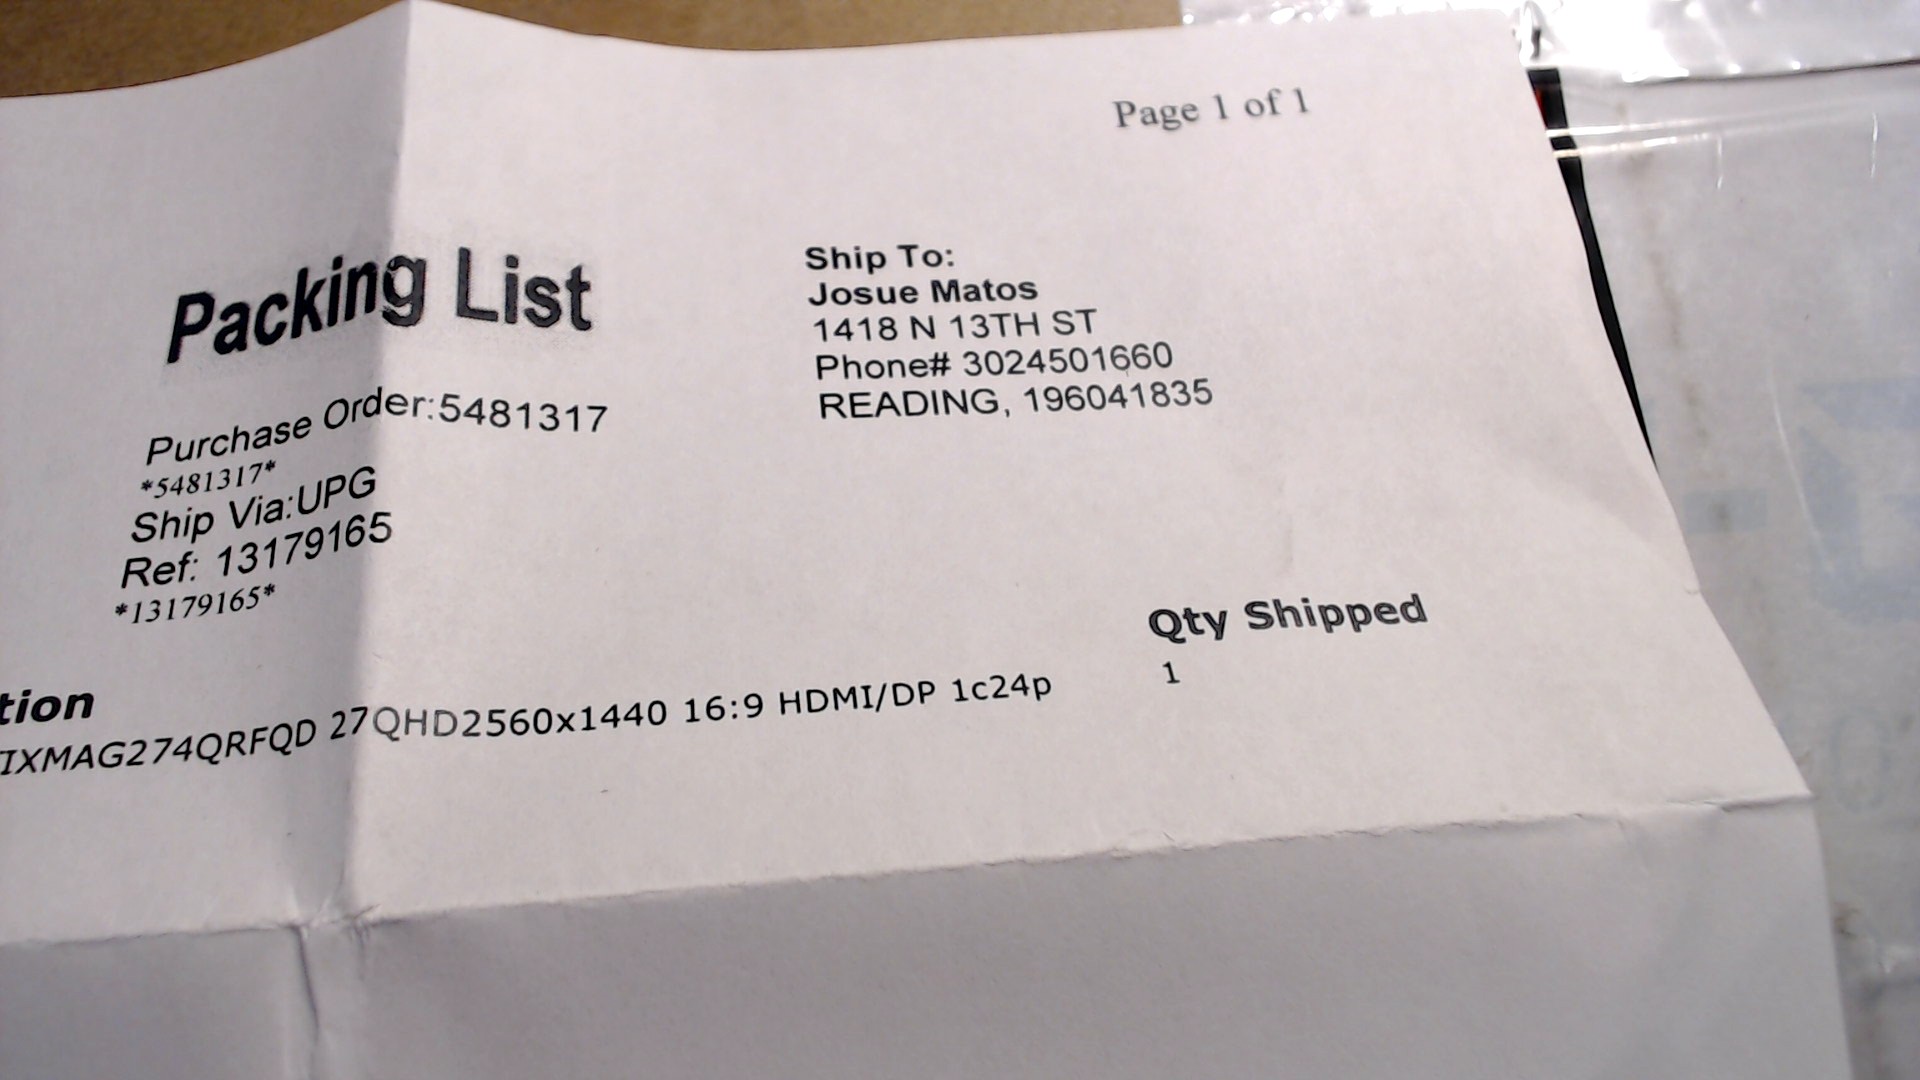 Page 1 of 1
Packing List
Purchase Order:5481317
*5481317*
Ship Via:UPG
Ref: 13179165
*13179165*
Ship To:
Josue Matos
1418 N 13TH ST
Phone# 3024501660
READING, 196041835
tion
Qty Shipped
IXMAG274QRFQD 27QHD2560x1440 16:9 HDMI/DP 1c24p
1